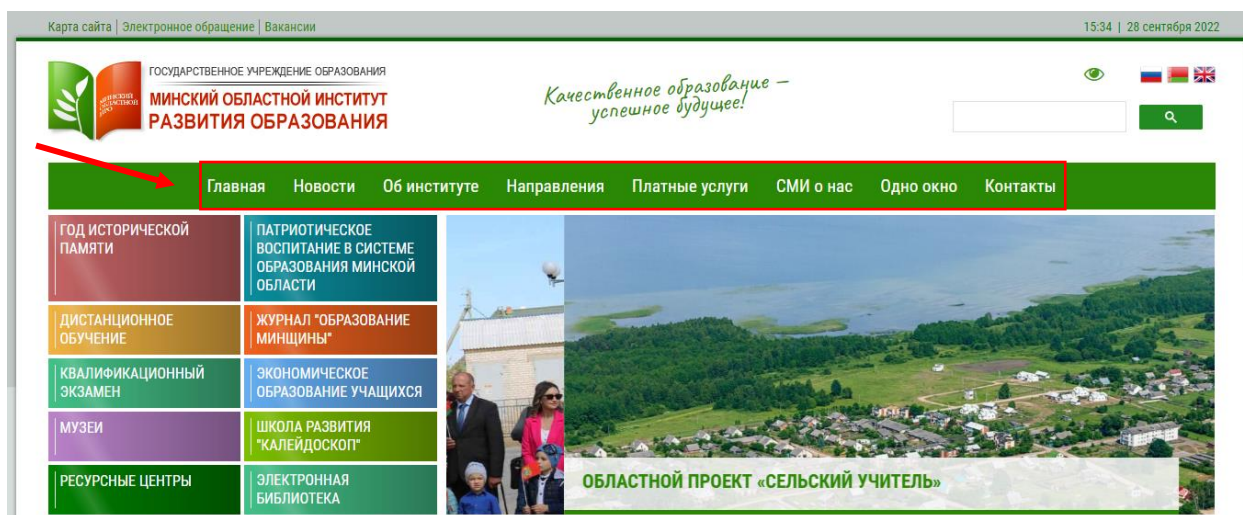 Карта сайта | Электронное обращение | Вакансии
15:34 | 28 сентября 2022
ГОСУДАРСТВЕННОЕ УЧРЕЖДЕНИЕ ОБРАЗОВАНИЯ
МИНСКИЙ ОБЛАСТНОЙ ИНСТИТУТ
РАЗВИТИЯ ОБРАЗОВАНИЯ
Качественное образование —
успешное будущее!
Главная Новости Об институте Направления Платные услуги СМИ о нас Одно окно Контакты
ГОД ИСТОРИЧЕСКОЙ
ПАМЯТИ
ПАТРИОТИЧЕСКОЕ
ВОСПИТАНИЕ В СИСТЕМЕ
ОБРАЗОВАНИЯ МИНСКОЙ
ОБЛАСТИ
ДИСТАНЦИОННОЕ
ОБУЧЕНИЕ
ЖУРНАЛ "ОБРАЗОВАНИЕ
МИНЩИНЫ"
КВАЛИФИКАЦИОННЫЙ
ЭКЗАМЕН
ЭКОНОМИЧЕСКОЕ
ОБРАЗОВАНИЕ УЧАЩИХСЯ
МУЗЕИ
ШКОЛА РАЗВИТИЯ
"КАЛЕЙДОСКОП"
РЕСУРСНЫЕ ЦЕНТРЫ
ЭЛЕКТРОННАЯ
БИБЛИОТЕКА
ОБЛАСТНОЙ ПРОЕКТ «СЕЛЬСКИЙ УЧИТЕЛЬ»